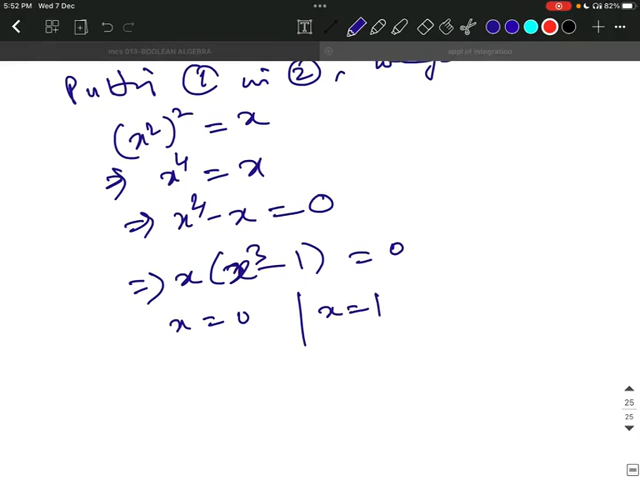 5:52 PM Wed 7 Dec
82%
mcs 013-BOOLEAN ALGEBRA
appl of integration
Puttin ① in ②,
(x²)² = x
⇒ x⁴ = x
⇒ x⁴ - x = 0
⇒ x(x³ - 1) = 0
x = 0 | x = 1
25
25